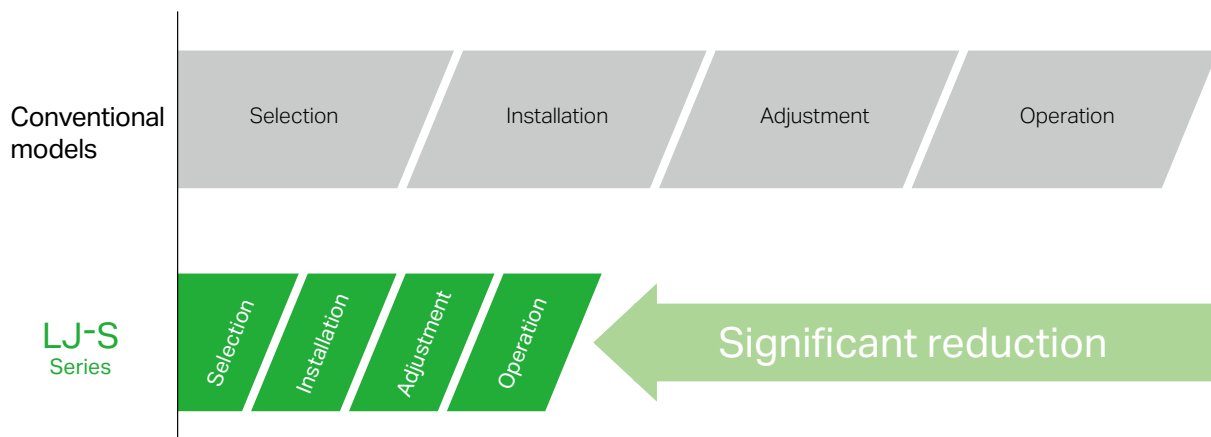 Conventional
models
Selection
Installation
Adjustment
Operation
LJ-S
Series
Selection
Installation
Adjustment
Operation
Significant reduction